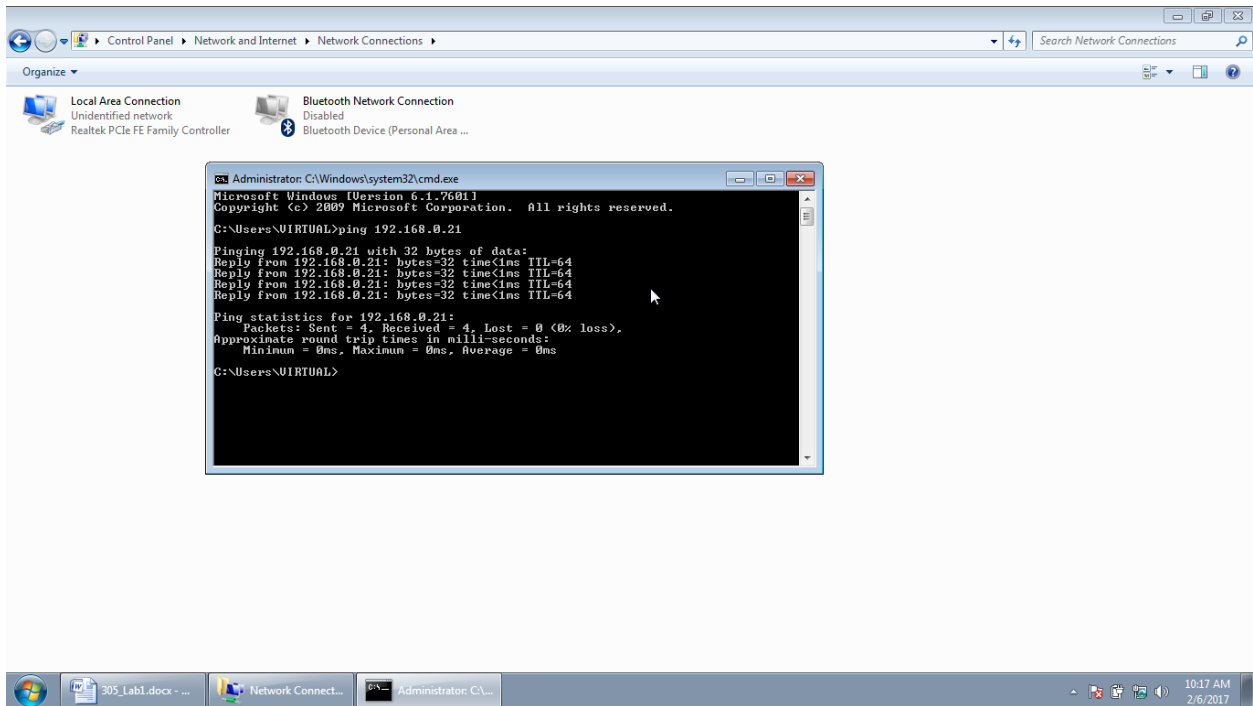 Control Panel Network and Internet Network Connections
Search Network Connections
Organize
Local Area Connection
Unidentified network
Realtek PCIe FE Family Controller
Bluetooth Network Connection
Disabled
Bluetooth Device (Personal Area ...
Administrator: C:\Windows\system32\cmd.exe
Microsoft Windows [Version 6.1.7601]
Copyright (c) 2009 Microsoft Corporation.  All rights reserved.
C:\Users\VIRTUAL>ping 192.168.0.21
Pinging 192.168.0.21 with 32 bytes of data:
Reply from 192.168.0.21: bytes=32 time<1ms TTL=64
Reply from 192.168.0.21: bytes=32 time<1ms TTL=64
Reply from 192.168.0.21: bytes=32 time<1ms TTL=64
Reply from 192.168.0.21: bytes=32 time<1ms TTL=64
Ping statistics for 192.168.0.21:
    Packets: Sent = 4, Received = 4, Lost = 0 (0% loss),
Approximate round trip times in milli-seconds:
    Minimum = 0ms, Maximum = 0ms, Average = 0ms
C:\Users\VIRTUAL>
305_Lab1.docx - ...
Network Connect...
Administrator: C:\...
10:17 AM
2/6/2017